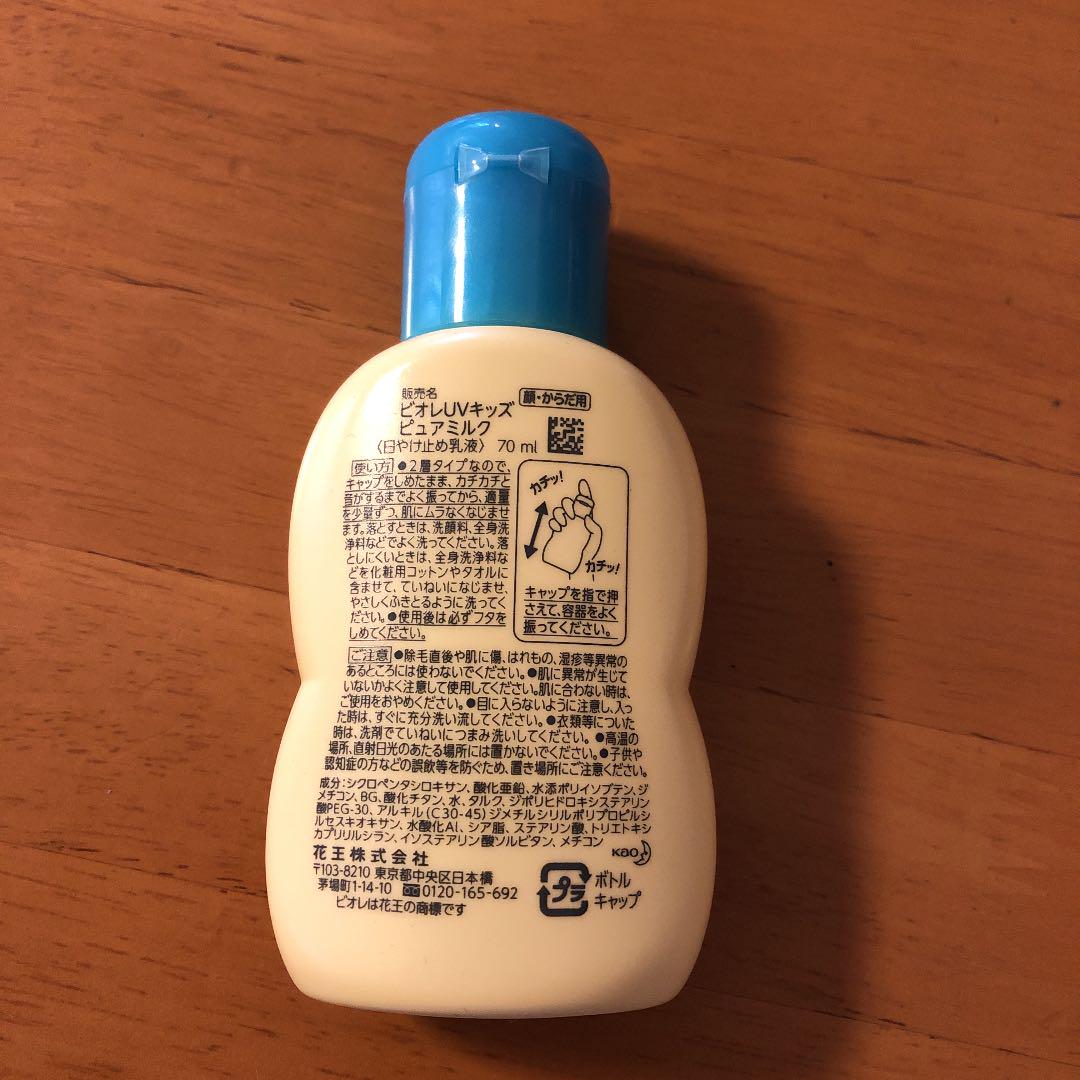 販売名
ビオレUVキッズ
ピュアミルク
顔・からだ用
〈日やけ止め乳液〉 70 ml
使い方 ●2層タイプなので、
キャップをしめたまま、カチカチと
音がするまでよく振ってから、適量
を少量ずつ、肌にムラなくなじませ
ます。落とすときは、洗顔料、全身洗
浄料などでよく洗ってください。落
としにくいときは、全身洗浄料な
どを化粧用コットンやタオルに
含ませて、ていねいになじませ、
やさしくふきとるように洗ってく
ださい。●使用後は必ずフタを
しめてください。
カチッ!
カチッ!
キャップを指で押
さえて、容器をよく
振ってください。
ご注意 ●除毛直後や肌に傷、はれもの、湿疹等異常の
あるところには使わないでください。●肌に異常が生じて
いないかよく注意して使用してください。肌に合わない時は、
ご使用をおやめください。●目に入らないように注意し、入っ
た時は、すぐに充分洗い流してください。●衣類等についた
時は、洗剤でていねいにつまみ洗いしてください。●高温の
場所、直射日光のあたる場所には置かないでください。●子供や
認知症の方などの誤飲等を防ぐため、置き場所にご注意ください。
成分:シクロペンタシロキサン、酸化亜鉛、水添ポリイソブテン、ジ
メチコン、BG、酸化チタン、水、タルク、ジポリヒドロキシステアリン
酸PEG-30、アルキル(C30-45)ジメチルシリルポリプロピルシ
ルセスキオキサン、水酸化Al、シア脂、ステアリン酸、トリエトキシ
カプリリルシラン、イソステアリン酸ソルビタン、メチコン
花王株式会社
〒103-8210 東京都中央区日本橋
茅場町1-14-10 0120-165-692
ビオレは花王の商標です
Kao
プラ
ボトル
キャップ